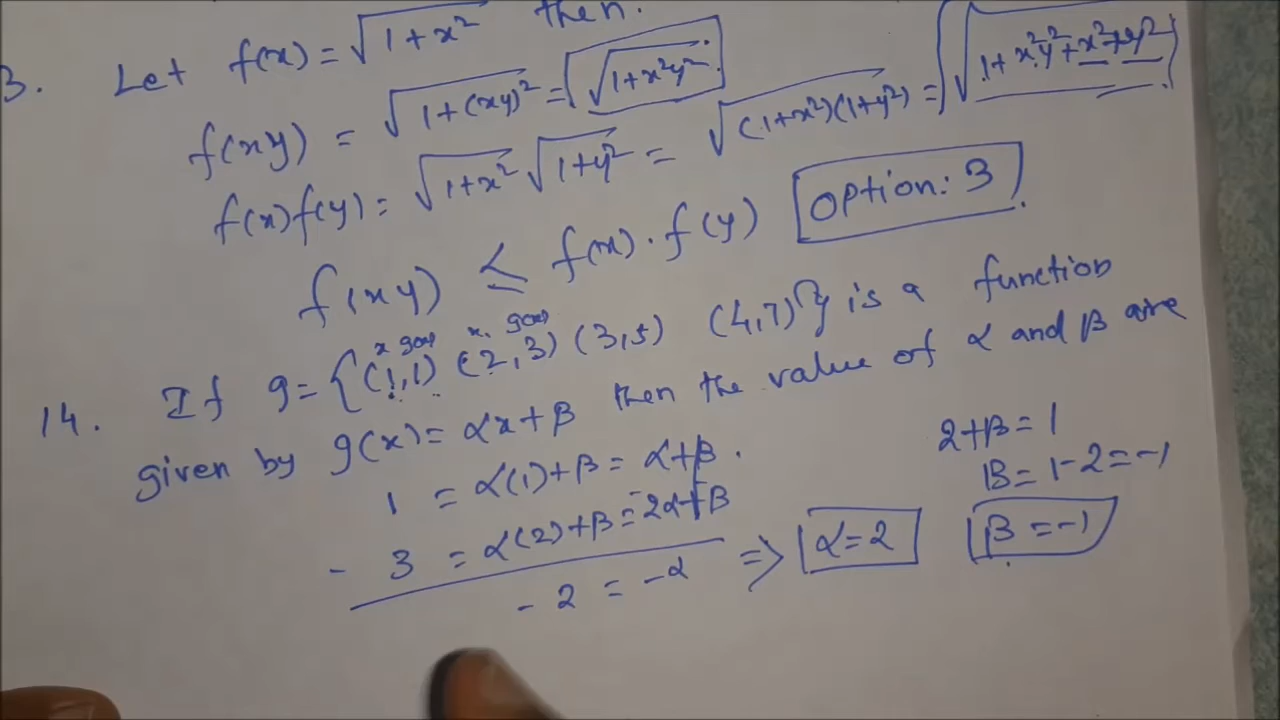 3. Let f(x) = √1+x² then.
f(xy) = √1+(xy)² = √1+x²y²
f(x)f(y) = √1+x² √1+y² = √(1+x²)(1+y²) = √1+x²y²+x²+y²
f(xy) ≤ f(x).f(y) Option: 3
x g(x) x, g(x)
14. If g = {(1,1) (2,3) (3,5) (4,7)} is a function
given by g(x) = αx+β then the value of α and β are
1 = α(1)+β = α+β. 2+β = 1
- 3 = α(2)+β = 2α+β β = 1-2 = -1
- 2 = -α => α=2 β = -1